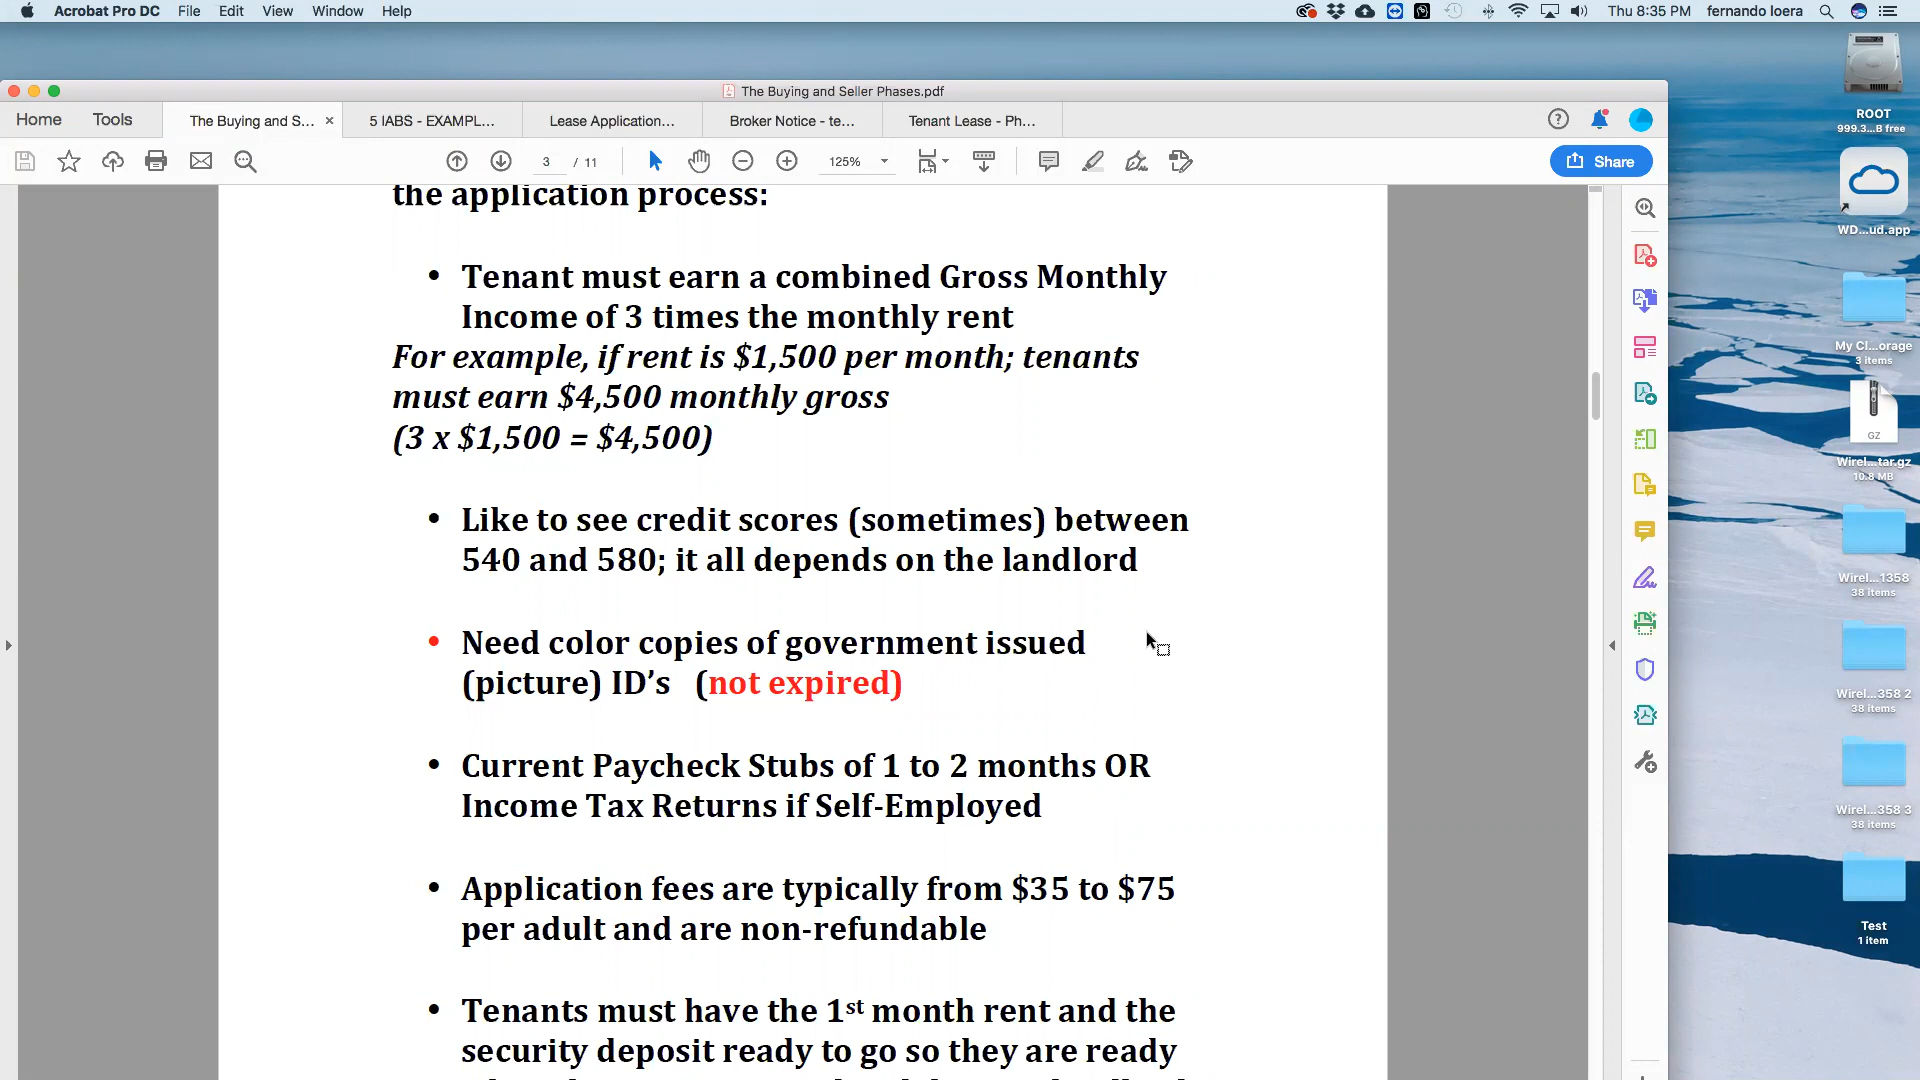 Acrobat Pro DC File Edit View Window Help
Thu 8:35 PM fernando loera
The Buying and Seller Phases.pdf
Home Tools The Buying and S... × 5 IABS - EXAMPL... Lease Application... Broker Notice - te... Tenant Lease - Ph...
3 / 11 125% Share
the application process:
• Tenant must earn a combined Gross Monthly
Income of 3 times the monthly rent
For example, if rent is $1,500 per month; tenants
must earn $4,500 monthly gross
(3 x $1,500 = $4,500)
• Like to see credit scores (sometimes) between
540 and 580; it all depends on the landlord
• Need color copies of government issued
(picture) ID’s (not expired)
• Current Paycheck Stubs of 1 to 2 months OR
Income Tax Returns if Self-Employed
• Application fees are typically from $35 to $75
per adult and are non-refundable
• Tenants must have the 1st month rent and the
security deposit ready to go so they are ready
ROOT
999.3...B free
WD...ud.app
My Cl...orage
3 items
GZ
Wirel...tar.gz
10.8 MB
Wirel...1358
38 items
Wirel...358 2
38 items
Wirel...358 3
38 items
Test
1 item